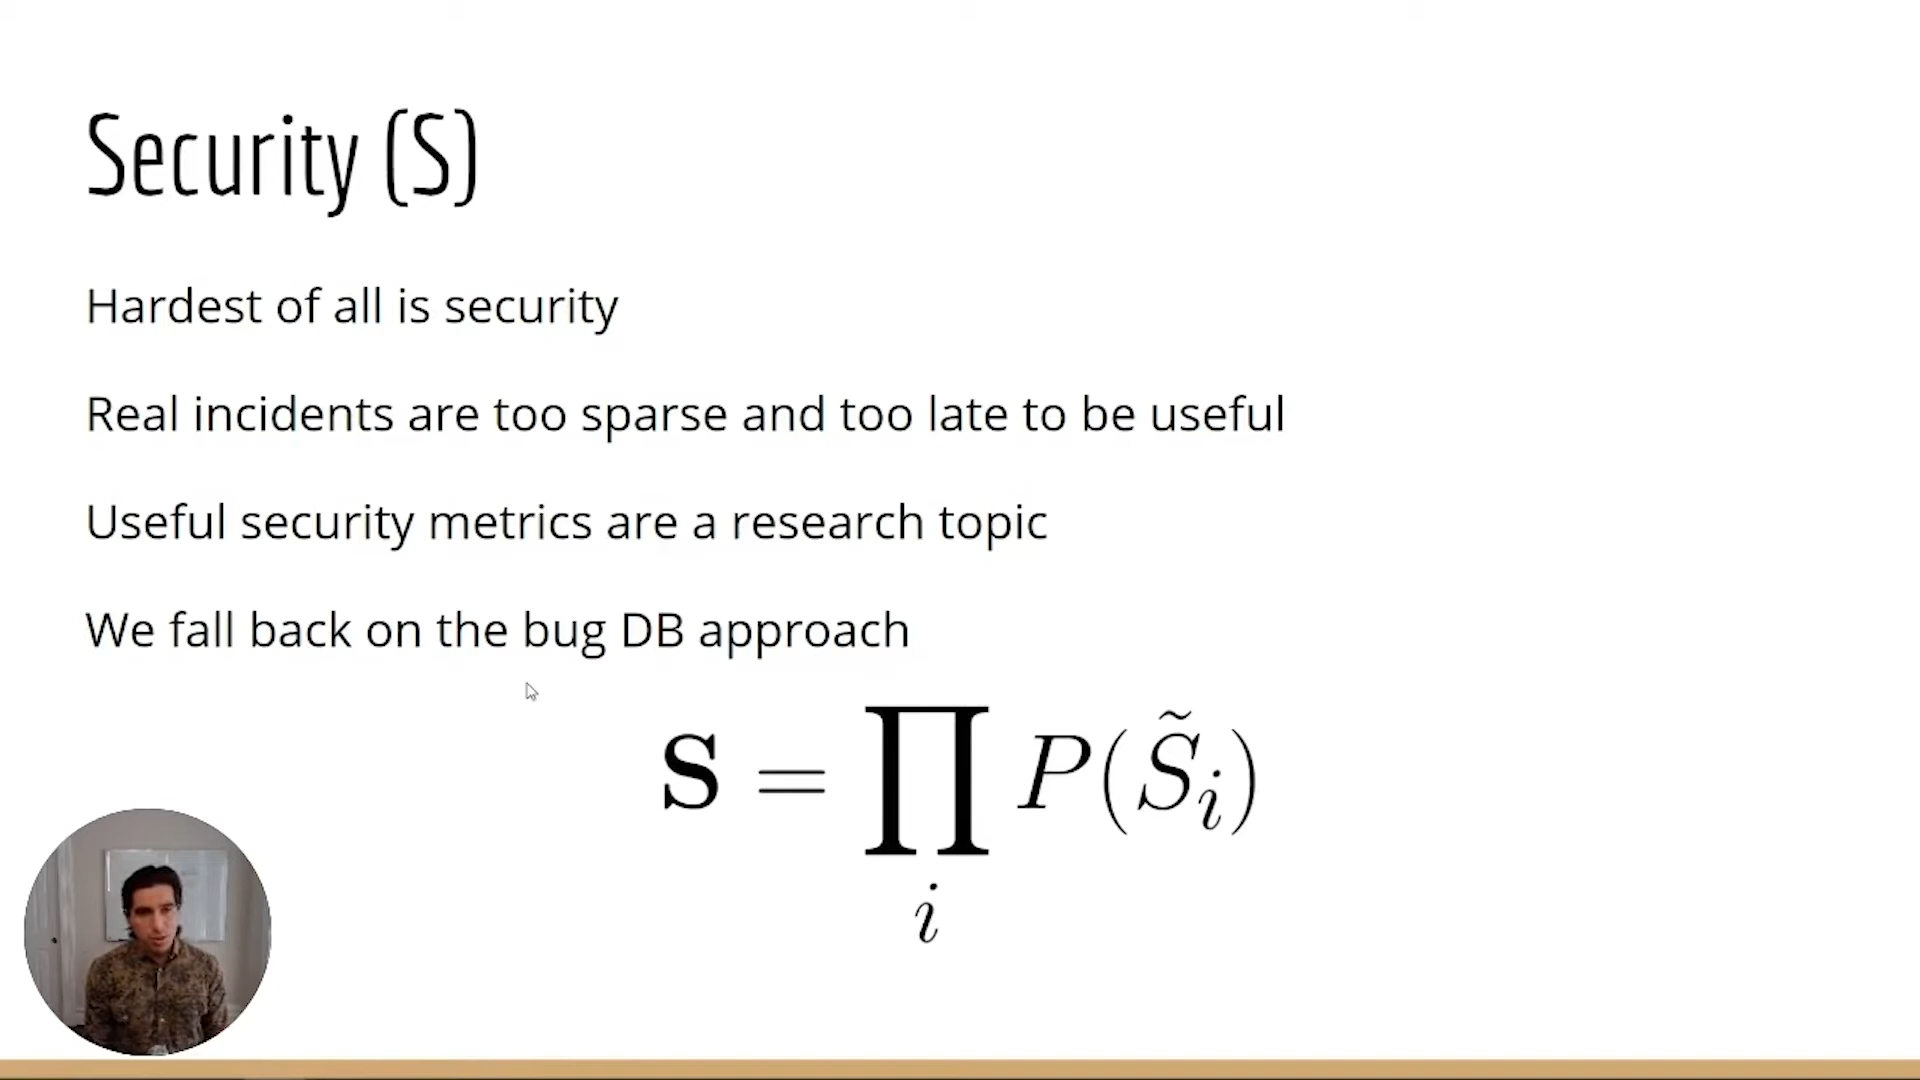 Security (S)
Hardest of all is security
Real incidents are too sparse and too late to be useful
Useful security metrics are a research topic
We fall back on the bug DB approach
S = ∏ P(S̃ᵢ)
i